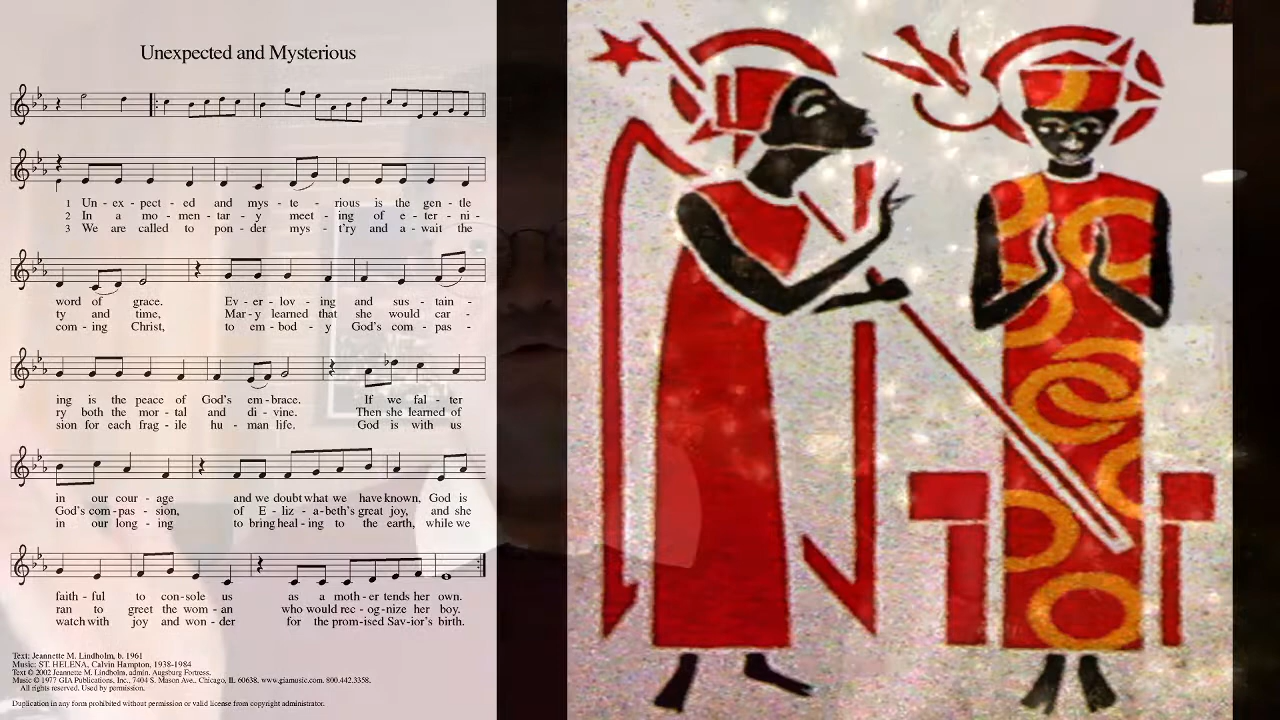 Unexpected and Mysterious
1 Un - ex - pect - ed and mys - te - rious is the gen - tle
2 In a mo - men - tar - y meet - ing of e - ter - ni -
3 We are called to pon - der mys - t'ry and a - wait the
word of grace. Ev - er - lov - ing and sus - tain -
ty and time, Mar - y learned that she would car -
com - ing Christ, to em - bod - y God's com - pas -
ing is the peace of God's em - brace. If we fal - ter
ry both the mor - tal and di - vine. Then she learned of
sion for each frag - ile hu - man life. God is with us
in our cour - age and we doubt what we have known, God is
God's com - pas - sion, of E - liz - a - beth's great joy, and she
in our long - ing to bring heal - ing to the earth, while we
faith - ful to con - sole us as a moth - er tends her own.
ran to greet the wom - an who would rec - og - nize her boy.
watch with joy and won - der for the prom - ised Sav - ior's birth.
Text: Jeannette M. Lindholm, b. 1961
Music: ST. HELENA, Calvin Hampton, 1938-1984
Text © 2002 Jeannette M. Lindholm, admin. Augsburg Fortress.
Music © 1977 GIA Publications, Inc., 7404 S. Mason Ave., Chicago, IL 60638. www.giamusic.com. 800.442.3358.
All rights reserved. Used by permission.
Duplication in any form prohibited without permission or valid license from copyright administrator.